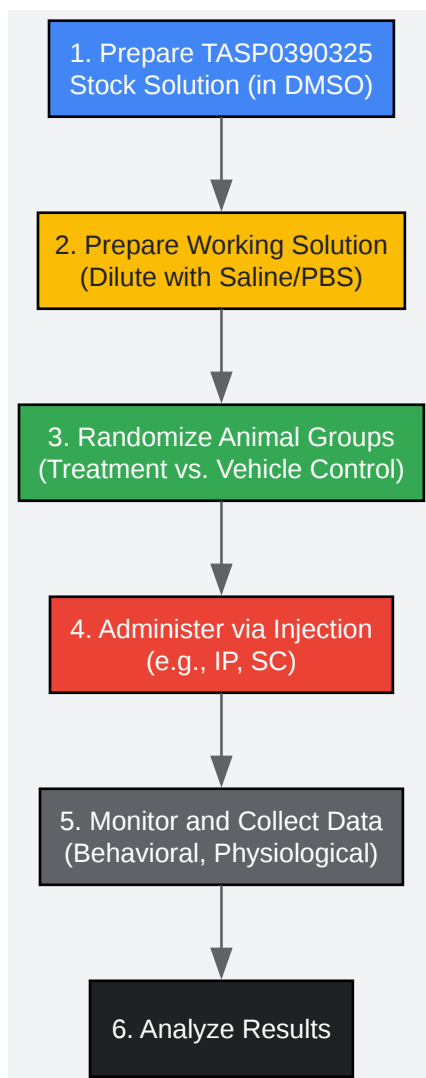 1. Prepare TASP0390325
Stock Solution (in DMSO)
2. Prepare Working Solution
(Dilute with Saline/PBS)
3. Randomize Animal Groups
(Treatment vs. Vehicle Control)
4. Administer via Injection
(e.g., IP, SC)
5. Monitor and Collect Data
(Behavioral, Physiological)
6. Analyze Results